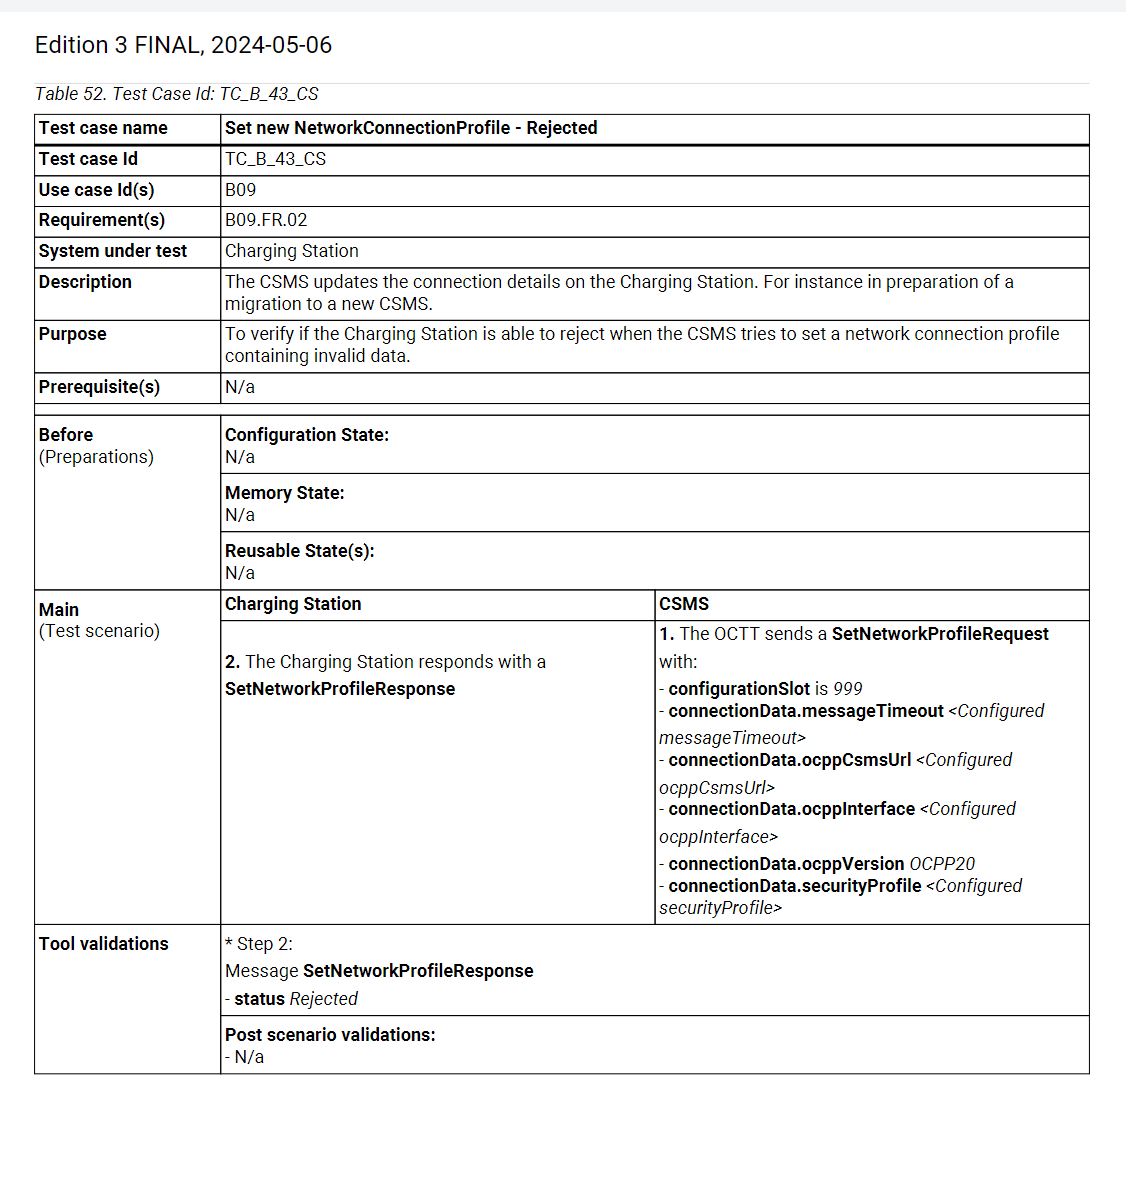 Edition 3 FINAL, 2024-05-06
Table 52. Test Case Id: TC_B_43_CS
Test case name
Set new NetworkConnectionProfile - Rejected
Test case Id
TC_B_43_CS
Use case Id(s)
B09
Requirement(s)
B09.FR.02
System under test
Charging Station
Description
The CSMS updates the connection details on the Charging Station. For instance in preparation of a
migration to a new CSMS.
Purpose
To verify if the Charging Station is able to reject when the CSMS tries to set a network connection profile
containing invalid data.
Prerequisite(s)
N/a
Before
(Preparations)
Configuration State:
N/a
Memory State:
N/a
Reusable State(s):
N/a
Main
(Test scenario)
Charging Station
2. The Charging Station responds with a
SetNetworkProfileResponse
CSMS
1. The OCTT sends a SetNetworkProfileRequest
with:
- configurationSlot is 999
- connectionData.messageTimeout <Configured
messageTimeout>
- connectionData.ocppCsmsUrl <Configured
ocppCsmsUrl>
- connectionData.ocppInterface <Configured
ocppInterface>
- connectionData.ocppVersion OCPP20
- connectionData.securityProfile <Configured
securityProfile>
Tool validations
* Step 2:
Message SetNetworkProfileResponse
- status Rejected
Post scenario validations:
- N/a